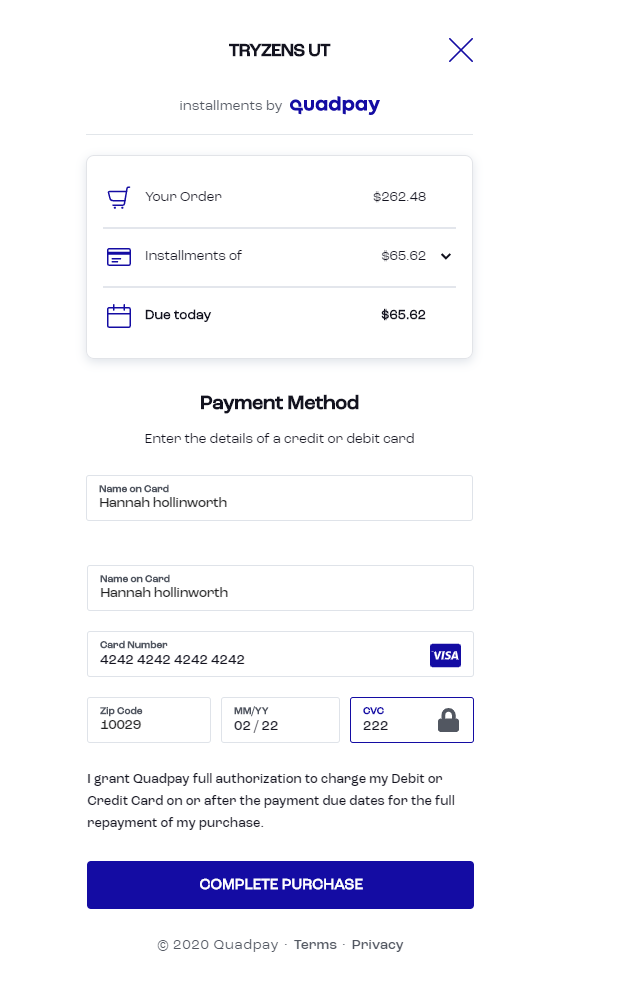 TRYZENS UT
installments by quadpay
Your Order $262.48
Installments of $65.62
Due today $65.62
Payment Method
Enter the details of a credit or debit card
Name on Card
Hannah hollinworth
Name on Card
Hannah hollinworth
Card Number
4242 4242 4242 4242 VISA
Zip Code MM/YY CVC
10029 02 / 22 222
I grant Quadpay full authorization to charge my Debit or
Credit Card on or after the payment due dates for the full
repayment of my purchase.
COMPLETE PURCHASE
© 2020 Quadpay · Terms · Privacy